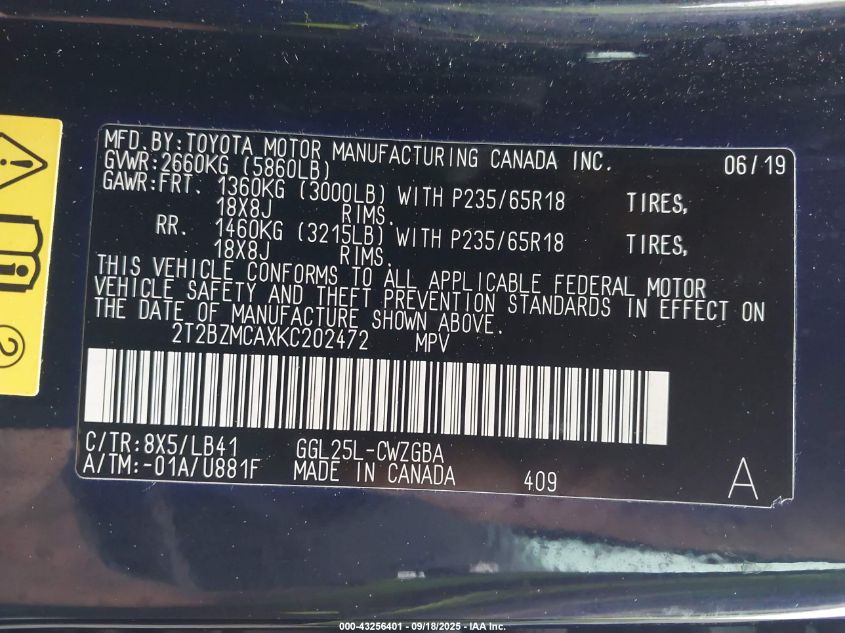 MFD.BY:TOYOTA MOTOR MANUFACTURING CANADA INC. 06/19
GVWR:2660KG (5860LB)
GAWR:FRT. 1360KG (3000LB) WITH P235/65R18 TIRES,
18X8J RIMS.
RR. 1460KG (3215LB) WITH P235/65R18 TIRES,
18X8J RIMS.
THIS VEHICLE CONFORMS TO ALL APPLICABLE FEDERAL MOTOR
VEHICLE SAFETY AND THEFT PREVENTION STANDARDS IN EFFECT ON
THE DATE OF MANUFACTURE SHOWN ABOVE.
2T2BZMCAXKC202472 MPV
C/TR:8X5/LB41 GGL25L-CWZGBA
A/TM:-01A/U881F MADE IN CANADA 409 A
2
000-43256401 - 09/18/2025 - IAA Inc.